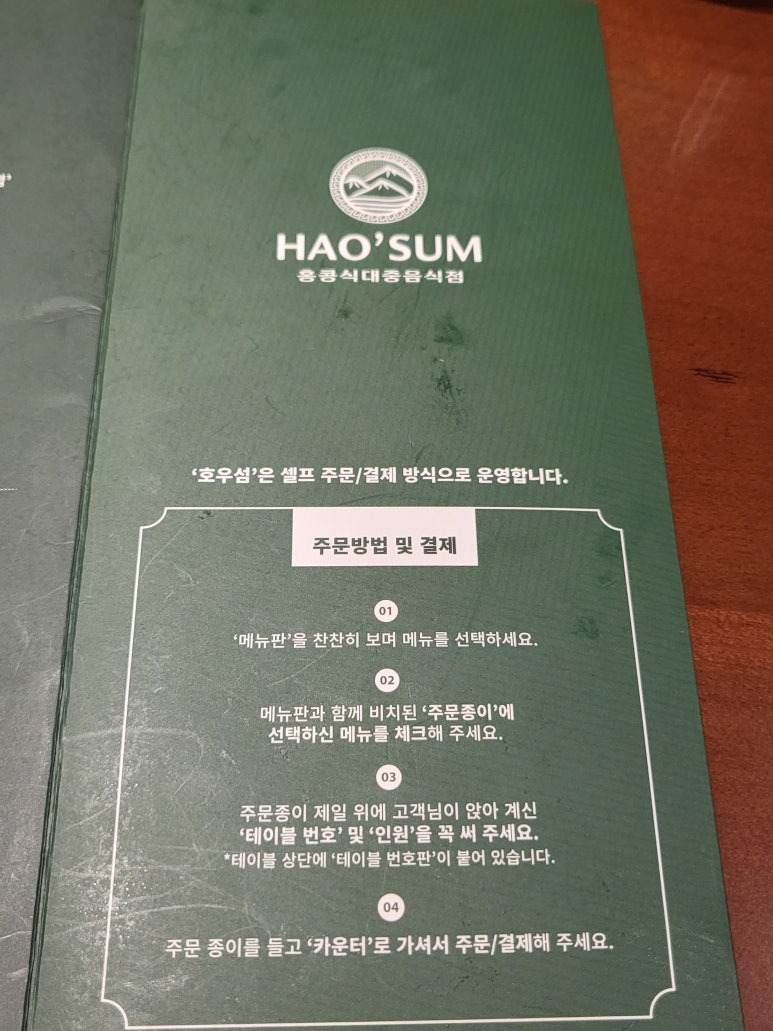 HAO’SUM
홍콩식대중음식점
‘호우섬’은 셀프 주문/결제 방식으로 운영합니다.
주문방법 및 결제
01
‘메뉴판’을 찬찬히 보며 메뉴를 선택하세요.
02
메뉴판과 함께 비치된 ‘주문종이’에
선택하신 메뉴를 체크해 주세요.
03
주문종이 제일 위에 고객님이 앉아 계신
‘테이블 번호’ 및 ‘인원’을 꼭 써 주세요.
*테이블 상단에 ‘테이블 번호판’이 붙어 있습니다.
04
주문 종이를 들고 ‘카운터’로 가셔서 주문/결제해 주세요.